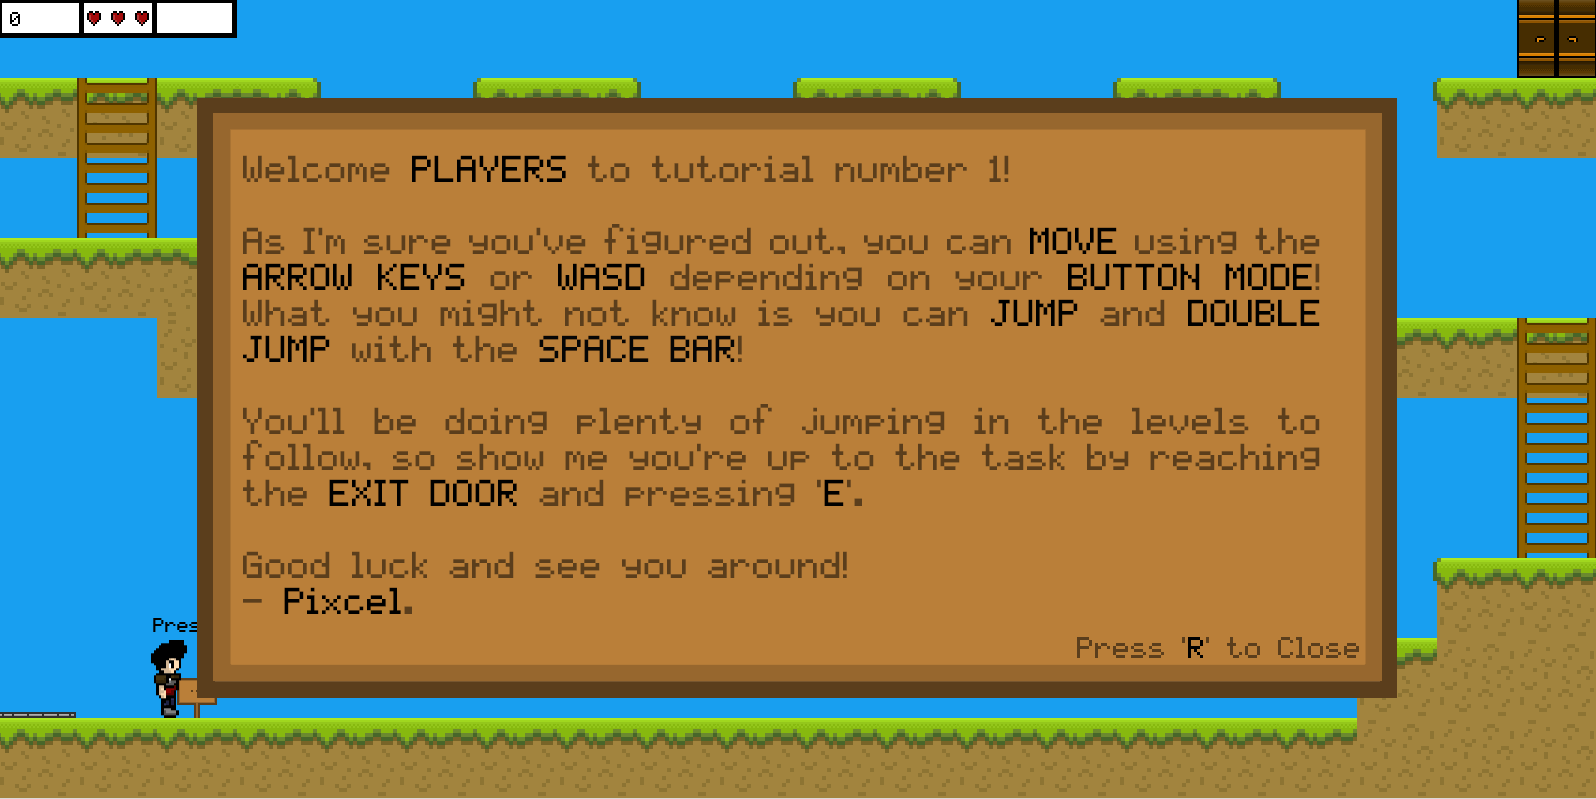 0
Welcome PLAYERS to tutorial number 1!
As I'm sure you've figured out, you can MOVE using the
ARROW KEYS or WASD depending on your BUTTON MODE!
What you might not know is you can JUMP and DOUBLE
JUMP with the SPACE BAR!
You'll be doing plenty of jumping in the levels to
follow, so show me you're up to the task by reaching
the EXIT DOOR and pressing 'E'.
Good luck and see you around!
- Pixcel.
Pres
Press 'R' to Close